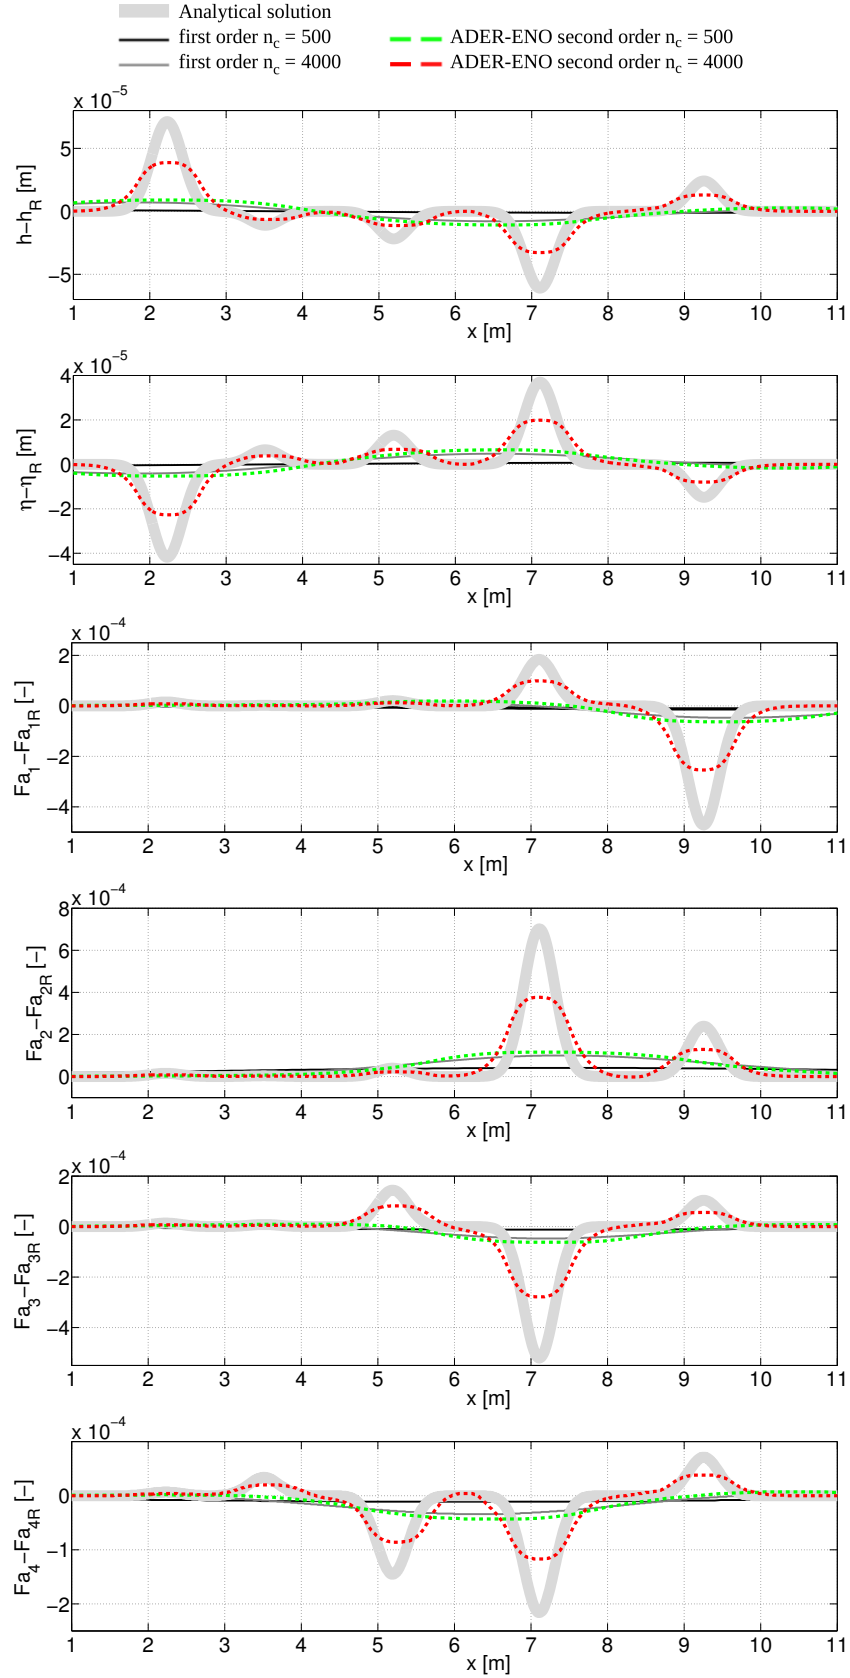 Analytical solution
first order n_c = 500
first order n_c = 4000
ADER-ENO second order n_c = 500
ADER-ENO second order n_c = 4000
x 10^−5
5
0
−5
h−h_R [m]
1 2 3 4 5 6 7 8 9 10 11
x [m]
x 10^−5
4
2
0
−2
−4
η−η_R [m]
1 2 3 4 5 6 7 8 9 10 11
x [m]
x 10^−4
2
0
−2
−4
Fa_1−Fa_1R [−]
1 2 3 4 5 6 7 8 9 10 11
x [m]
x 10^−4
8
6
4
2
0
Fa_2−Fa_2R [−]
1 2 3 4 5 6 7 8 9 10 11
x [m]
x 10^−4
2
0
−2
−4
Fa_3−Fa_3R [−]
1 2 3 4 5 6 7 8 9 10 11
x [m]
x 10^−4
0
−1
−2
Fa_4−Fa_4R [−]
1 2 3 4 5 6 7 8 9 10 11
x [m]